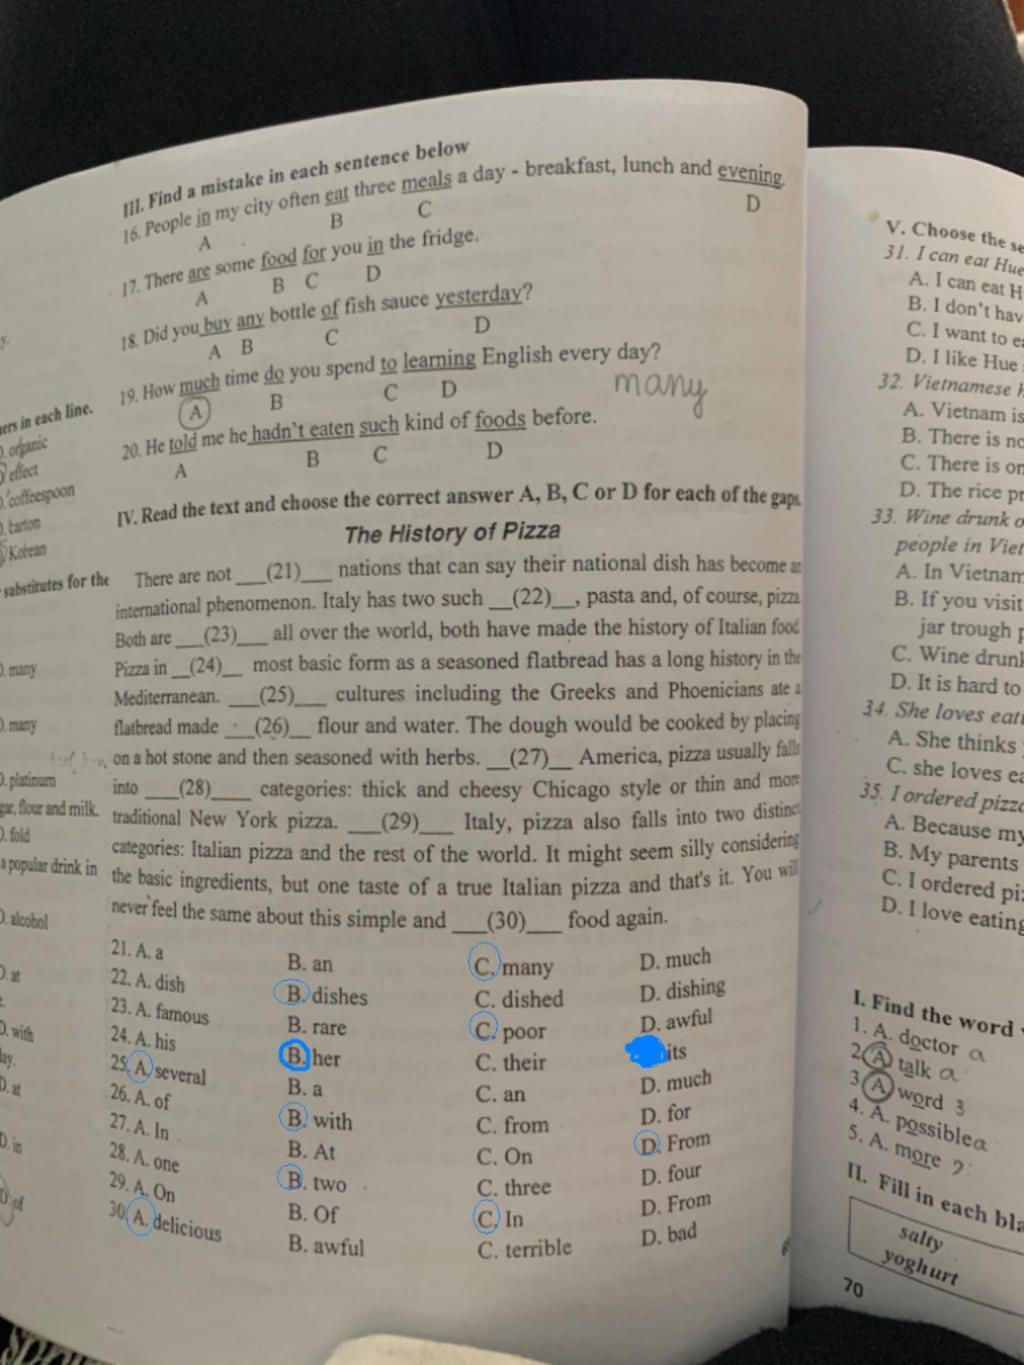 III. Find a mistake in each sentence below
16. People in my city often eat three meals a day - breakfast, lunch and evening.
A B C D
17. There are some food for you in the fridge.
A B C D
18. Did you buy any bottle of fish sauce yesterday?
A B C D
19. How much time do you spend to learning English every day?
A B C D
many
20. He told me he hadn't eaten such kind of foods before.
A B C D
IV. Read the text and choose the correct answer A, B, C or D for each of the gaps.
The History of Pizza
There are not ___(21)___ nations that can say their national dish has become an
international phenomenon. Italy has two such __(22)__, pasta and, of course, pizza.
Both are ___(23)___ all over the world, both have made the history of Italian food.
Pizza in __(24)__ most basic form as a seasoned flatbread has a long history in the
Mediterranean. ___(25)___ cultures including the Greeks and Phoenicians ate a
flatbread made __(26)__ flour and water. The dough would be cooked by placing
on a hot stone and then seasoned with herbs. __(27)__ America, pizza usually falls
into ___(28)____ categories: thick and cheesy Chicago style or thin and more
traditional New York pizza. ___(29)___ Italy, pizza also falls into two distinct
categories: Italian pizza and the rest of the world. It might seem silly considering
the basic ingredients, but one taste of a true Italian pizza and that's it. You will
never feel the same about this simple and ___(30)___ food again.
21. A. a B. an C. many D. much
22. A. dish B. dishes C. dished D. dishing
23. A. famous B. rare C. poor D. awful
24. A. his B. her C. their its
25. A. several B. a C. an D. much
26. A. of B. with C. from D. for
27. A. In B. At C. On D. From
28. A. one B. two C. three D. four
29. A. On B. Of C. In D. From
30. A. delicious B. awful C. terrible D. bad
y.
ers in each line.
D. organic
effect
coffeespoon
D. carton
Korean
substitutes for the
D. many
D. many
D. platinum
gar, flour and milk.
D. fold
a popular drink in
D. alcohol
D. at
D. with
day.
D. at
D. in
D. of
V. Choose the se
31. I can eat Hue
A. I can eat H
B. I don't hav
C. I want to ea
D. I like Hue
32. Vietnamese
A. Vietnam is
B. There is no
C. There is on
D. The rice pr
33. Wine drunk o
people in Viet
A. In Vietnam
B. If you visit
jar trough p
C. Wine drunk
D. It is hard to
34. She loves eati
A. She thinks
C. she loves ea
35. I ordered pizza
A. Because my
B. My parents
C. I ordered piz
D. I love eating
I. Find the word
1. A. doctor a
2 A talk a
3 A word 3
4. A. possible a
5. A. more ?
II. Fill in each bla
salty
yoghurt
70